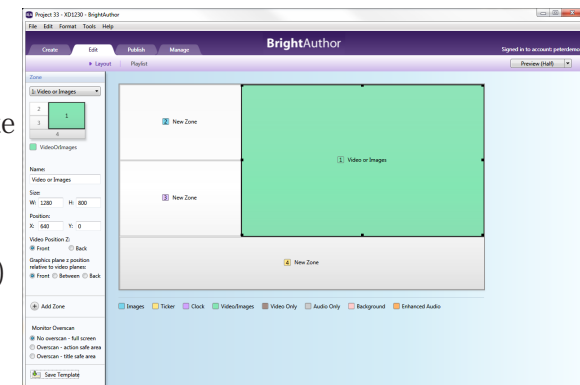 Project 33 - XD1230 - BrightAuthor
File Edit Format Tools Help
BrightAuthor
Create Edit Publish Manage
Signed in to account: peterdemo
Layout Playlist
Preview (Half)
Zone
1: Video or Images
2
1
3
4
VideoOrImages
Name:
Video or Images
Size:
W: 1280 H: 800
Position:
X: 640 Y: 0
Video Position Z:
Front Back
Graphics plane z position
relative to video planes:
Front Between Back
Add Zone
Monitor Overscan
No overscan - full screen
Overscan - action safe area
Overscan - title safe area
Save Template
2 New Zone
1 Video or Images
3 New Zone
4 New Zone
Images Ticker Clock Video/Images Video Only Audio Only Background Enhanced Audio